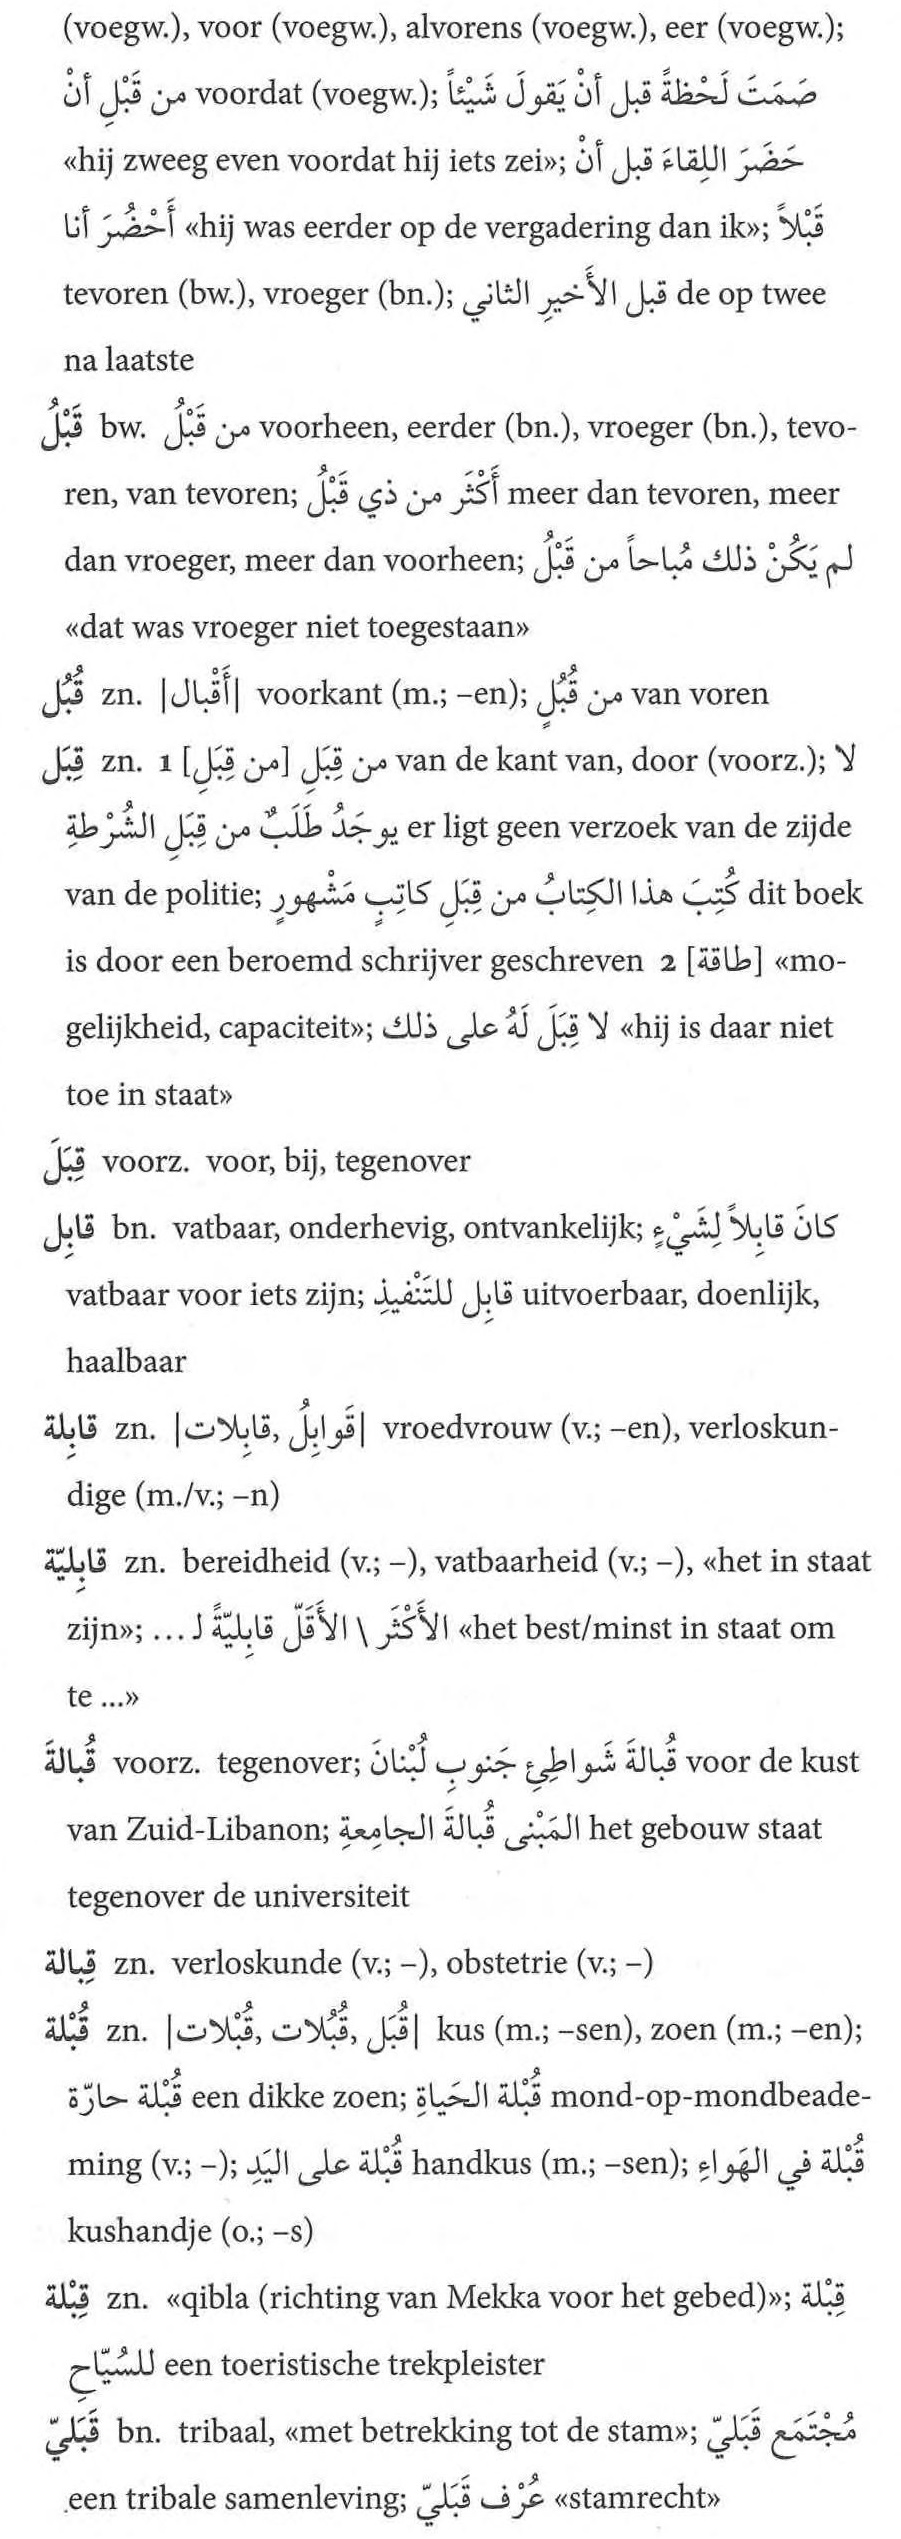 (voegw.), voor (voegw.), alvorens (voegw.), eer (voegw.);
من قَبْلِ أنْ voordat (voegw.); صَمَتَ لَحْظةً قبل أنْ يَقولَ شَيْئاً
«hij zweeg even voordat hij iets zei»; حَضَرَ اللِقاءَ قبل أنْ
أَحْضُرَ أنا «hij was eerder op de vergadering dan ik»; قَبْلاً
tevoren (bw.), vroeger (bn.); قبل الأَخيرِ الثاني de op twee
na laatste
قَبْلُ bw. من قَبْلُ voorheen, eerder (bn.), vroeger (bn.), tevo-
ren, van tevoren; أَكْثَر من ذي قَبْلُ meer dan tevoren, meer
dan vroeger, meer dan voorheen; لم يَكُنْ ذلك مُباحاً من قَبْلُ
«dat was vroeger niet toegestaan»
قُبُل zn. |أَقْبال| voorkant (m.; –en); من قُبُلٍ van voren
قِبَل zn. 1 [من قِبَلِ] من قِبَلِ van de kant van, door (voorz.); لا
يوجَدُ طَلَبٌ من قِبَلِ الشُرْطةِ er ligt geen verzoek van de zijde
van de politie; كُتِبَ هذا الكِتابُ من قِبَلِ كاتِبٍ مَشْهورٍ dit boek
is door een beroemd schrijver geschreven 2 [طاقة] «mo-
gelijkheid, capaciteit»; لا قِبَلَ لَهُ على ذلك «hij is daar niet
toe in staat»
قِبَلَ voorz. voor, bij, tegenover
قابِل bn. vatbaar, onderhevig, ontvankelijk; كانَ قابِلاً لِشَيْءٍ
vatbaar voor iets zijn; قابِل للتَنْفيذِ uitvoerbaar, doenlijk,
haalbaar
قابِلة zn. |قَوابِلُ, قابِلات| vroedvrouw (v.; –en), verloskun-
dige (m./v.; –n)
قابِليّة zn. bereidheid (v.; –), vatbaarheid (v.; –), «het in staat
zijn»; الأَكْثَر \ الأَقَلّ قابِليّةً لـ ... «het best/minst in staat om
te ...»
قُبالةَ voorz. tegenover; قُبالةَ شَواطِئِ جَنوبِ لُبْنانَ voor de kust
van Zuid-Libanon; المَبْنى قُبالةَ الجامِعةِ het gebouw staat
tegenover de universiteit
قِبالة zn. verloskunde (v.; –), obstetrie (v.; –)
قُبْلة zn. |قُبَل, قُبُلات, قُبْلات| kus (m.; –sen), zoen (m.; –en);
قُبْلة حارّة een dikke zoen; قُبْلة الحَياةِ mond-op-mondbeade-
ming (v.; –); قُبْلة على اليَدِ handkus (m.; –sen); قُبْلة في الهَواءِ
kushandje (o.; –s)
قِبْلة zn. «qibla (richting van Mekka voor het gebed)»; قِبْلة
للسُيّاحِ een toeristische trekpleister
قَبَليّ bn. tribaal, «met betrekking tot de stam»; مُجْتَمَع قَبَليّ
een tribale samenleving; عُرْف قَبَليّ «stamrecht»